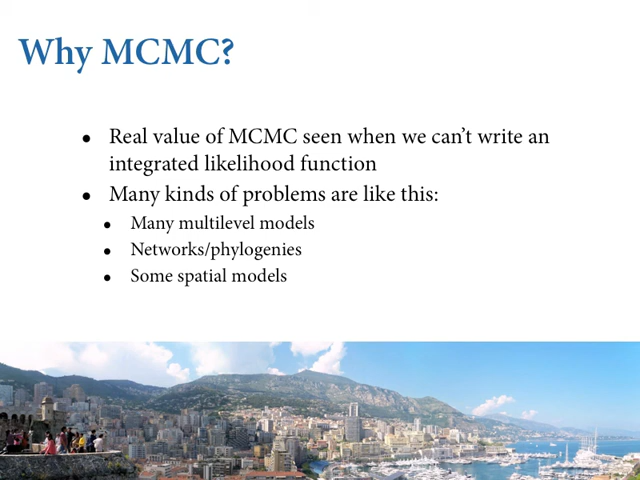 Why MCMC?
• Real value of MCMC seen when we can’t write an
integrated likelihood function
• Many kinds of problems are like this:
• Many multilevel models
• Networks/phylogenies
• Some spatial models